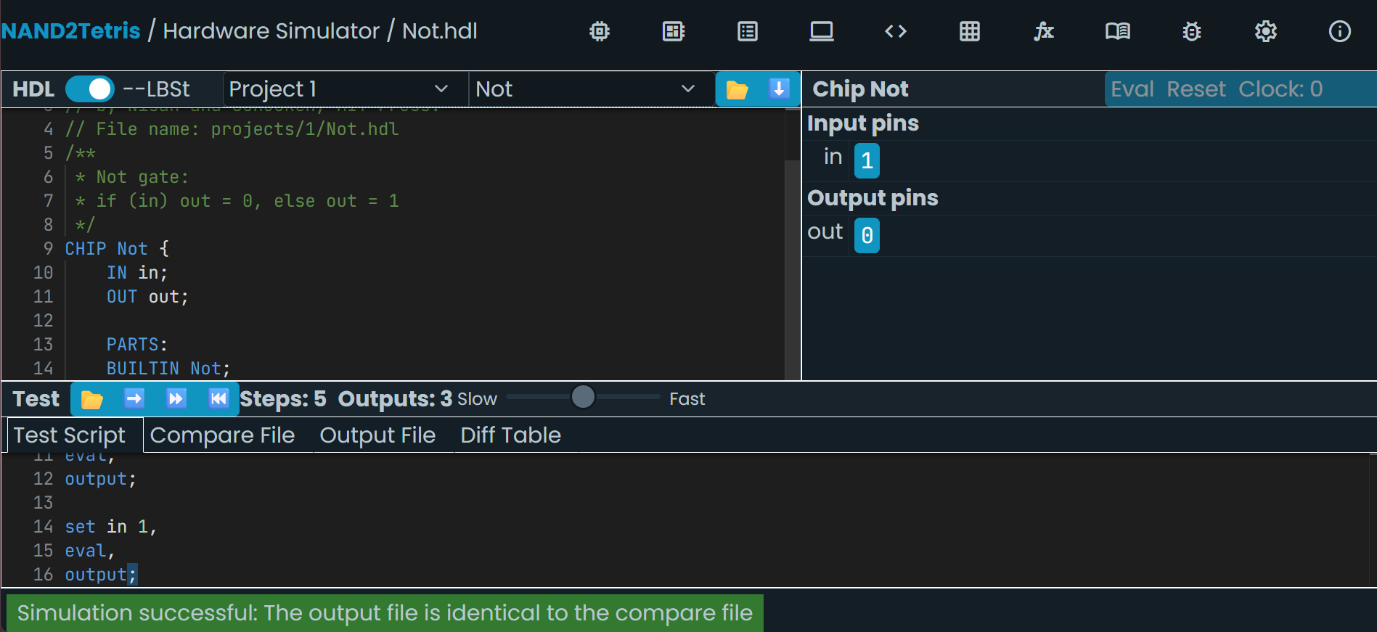 NAND2Tetris / Hardware Simulator / Not.hdl
HDL --LBSt Project 1 Not
4 // File name: projects/1/Not.hdl
5 /**
6 * Not gate:
7 * if (in) out = 0, else out = 1
8 */
9 CHIP Not {
10 IN in;
11 OUT out;
12
13 PARTS:
14 BUILTIN Not;
Chip Not Eval Reset Clock: 0
Input pins
in 1
Output pins
out 0
Test Steps: 5 Outputs: 3 Slow Fast
Test Script Compare File Output File Diff Table
11 eval,
12 output;
13
14 set in 1,
15 eval,
16 output;
Simulation successful: The output file is identical to the compare file